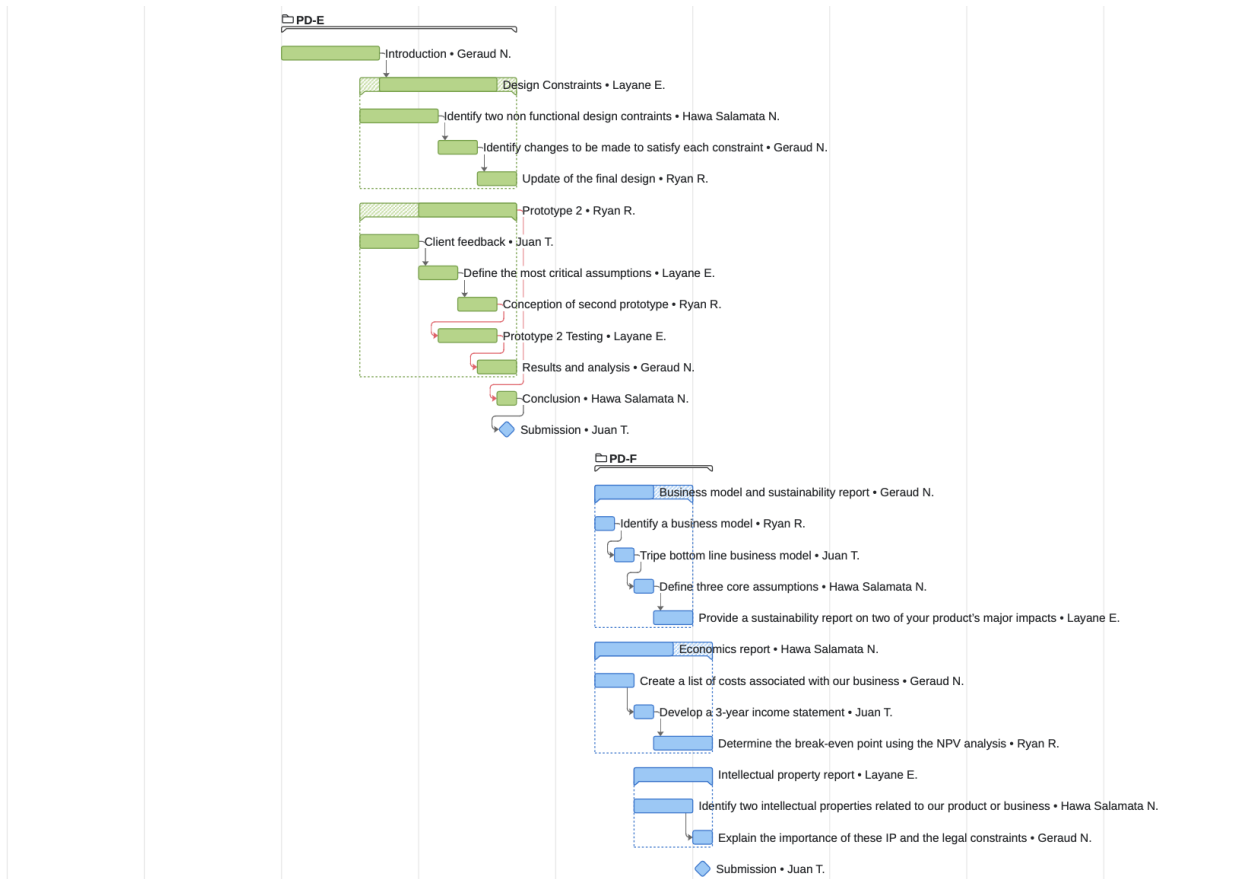 PD-E
Introduction • Geraud N.
Design Constraints • Layane E.
Identify two non functional design contraints • Hawa Salamata N.
Identify changes to be made to satisfy each constraint • Geraud N.
Update of the final design • Ryan R.
Prototype 2 • Ryan R.
Client feedback • Juan T.
Define the most critical assumptions • Layane E.
Conception of second prototype • Ryan R.
Prototype 2 Testing • Layane E.
Results and analysis • Geraud N.
Conclusion • Hawa Salamata N.
Submission • Juan T.
PD-F
Business model and sustainability report • Geraud N.
Identify a business model • Ryan R.
Tripe bottom line business model • Juan T.
Define three core assumptions • Hawa Salamata N.
Provide a sustainability report on two of your product's major impacts • Layane E.
Economics report • Hawa Salamata N.
Create a list of costs associated with our business • Geraud N.
Develop a 3-year income statement • Juan T.
Determine the break-even point using the NPV analysis • Ryan R.
Intellectual property report • Layane E.
Identify two intellectual properties related to our product or business • Hawa Salamata N.
Explain the importance of these IP and the legal constraints • Geraud N.
Submission • Juan T.